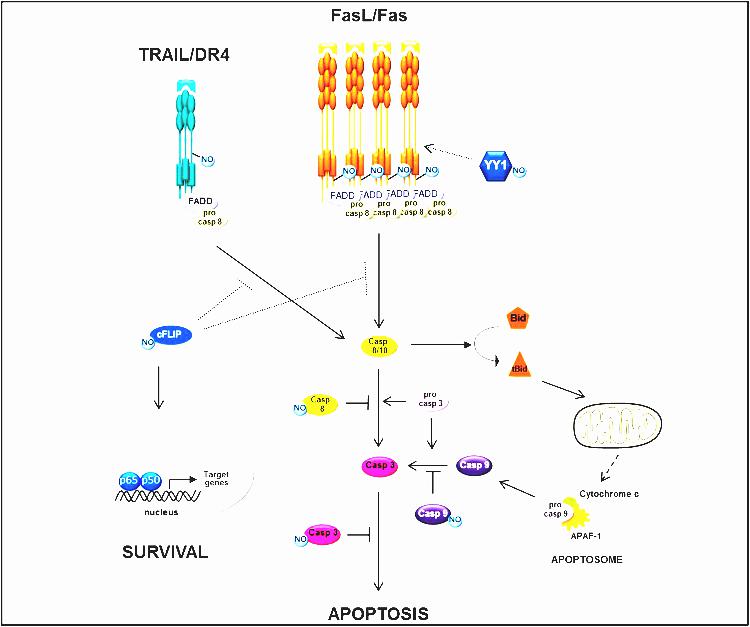 FasL/Fas
TRAIL/DR4
NO
FADD
pro
casp 8
NO NO NO NO
FADD FADD FADD FADD
pro pro pro pro
casp 8 casp 8 casp 8 casp 8
YY1
NO
cFLIP
NO
Casp
8/10
Bid
tBid
NO
Casp
8
pro
casp 3
p65 p50
Target
genes
nucleus
Casp 3
Casp 9
Cytochrome c
pro
casp 9
APAF-1
Casp 9
NO
NO
Casp 3
SURVIVAL
APOPTOSOME
APOPTOSIS